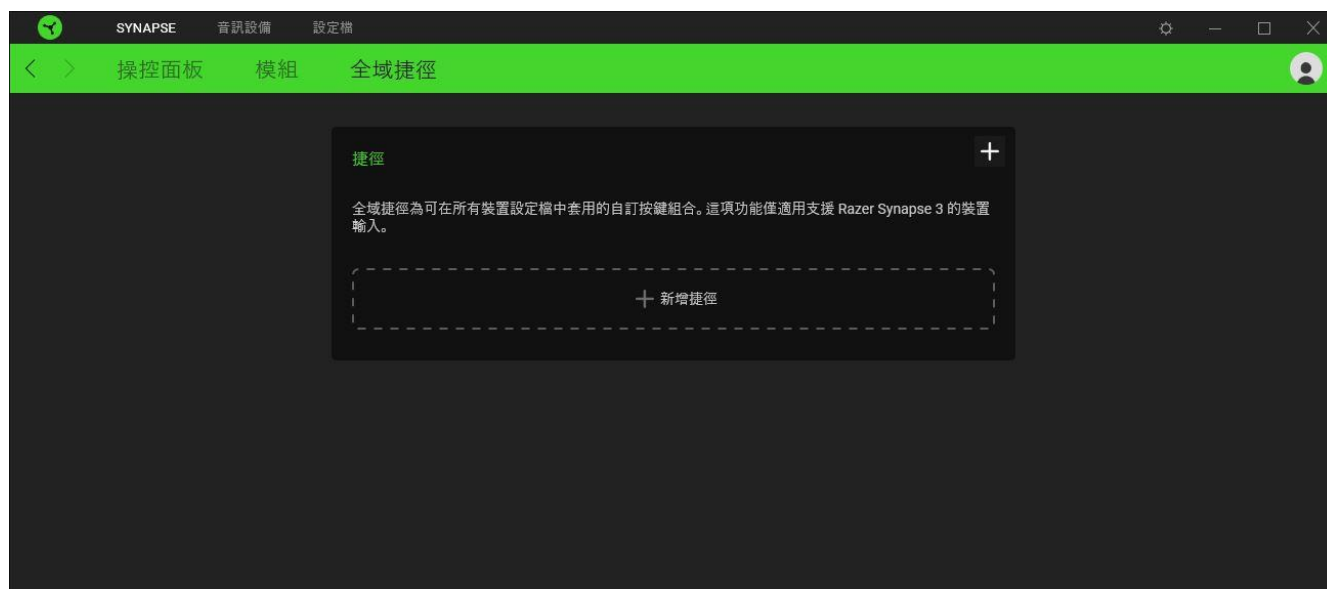 SYNAPSE 音訊設備 設定檔
操控面板 模組 全域捷徑
捷徑
全域捷徑為可在所有裝置設定檔中套用的自訂按鍵組合。這項功能僅適用支援 Razer Synapse 3 的裝置
輸入。
新增捷徑